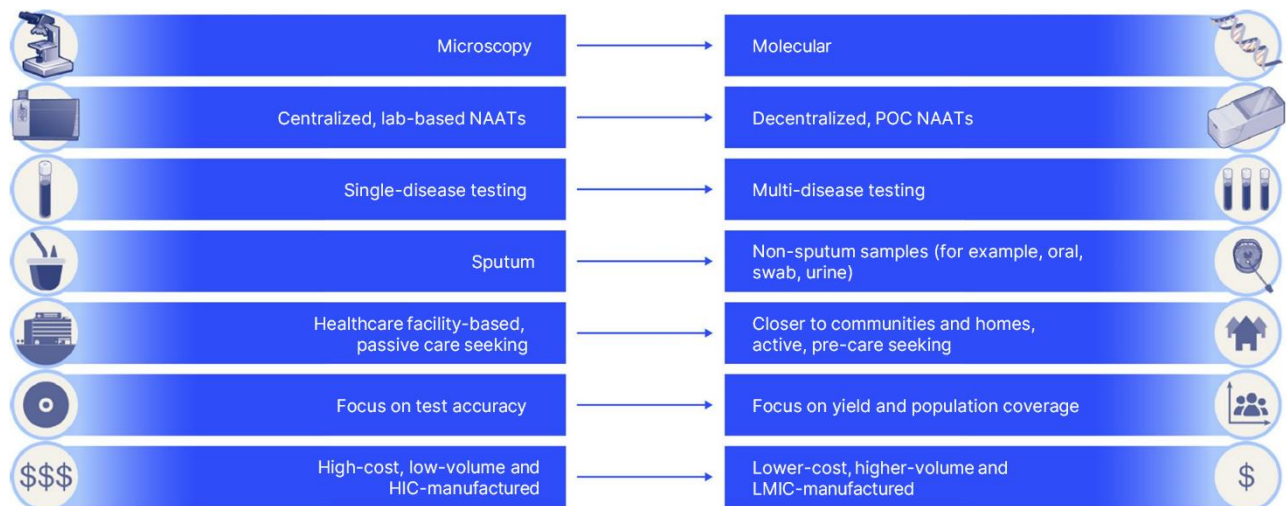 Microscopy
Molecular
Centralized, lab-based NAATs
Decentralized, POC NAATs
Single-disease testing
Multi-disease testing
Sputum
Non-sputum samples (for example, oral,
swab, urine)
Healthcare facility-based,
passive care seeking
Closer to communities and homes,
active, pre-care seeking
Focus on test accuracy
Focus on yield and population coverage
$$$
High-cost, low-volume and
HIC-manufactured
Lower-cost, higher-volume and
LMIC-manufactured
$